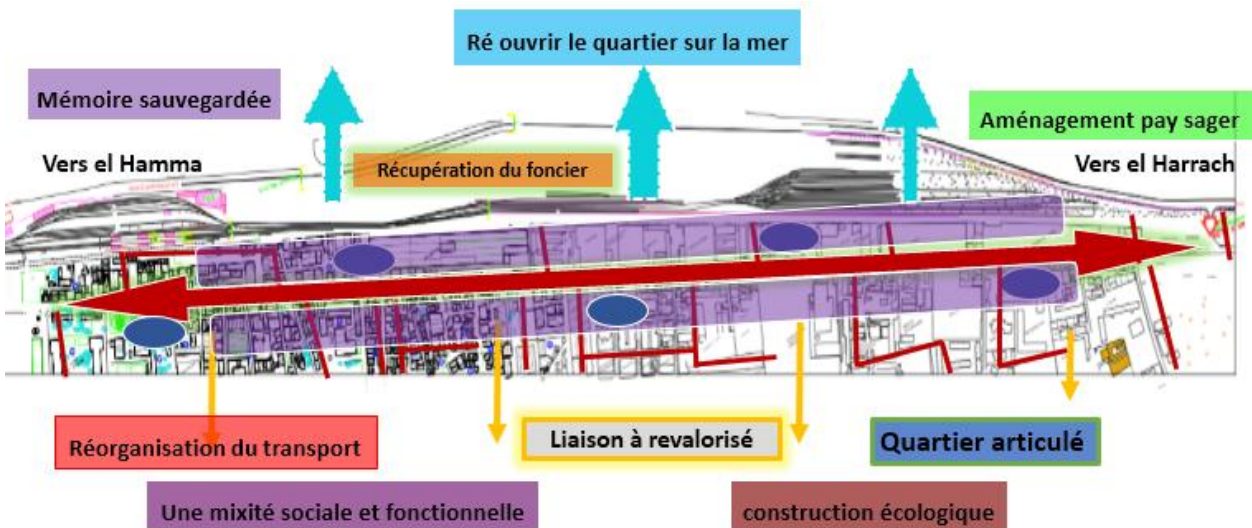 Ré ouvrir le quartier sur la mer
Mémoire sauvegardée
Aménagement pay sager
Vers el Hamma
Récupération du foncier
Vers el Harrach
Réorganisation du transport
Liaison à revalorisé
Quartier articulé
Une mixité sociale et fonctionnelle
construction écologique